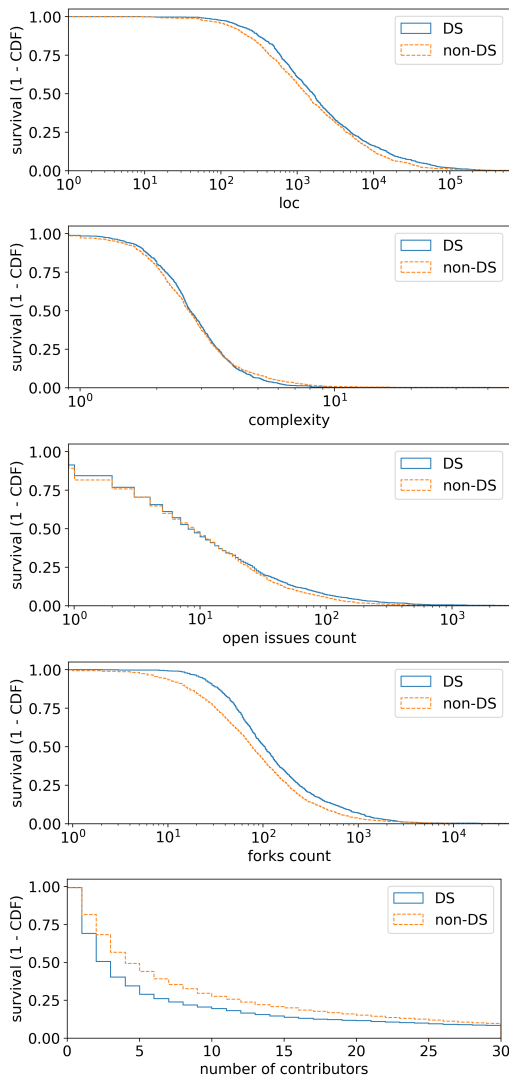 survival (1 - CDF)
1.00
0.75
0.50
0.25
0.00
DS
non-DS
10^0
10^1
10^2
10^3
10^4
10^5
loc
survival (1 - CDF)
1.00
0.75
0.50
0.25
0.00
DS
non-DS
10^0
10^1
complexity
survival (1 - CDF)
1.00
0.75
0.50
0.25
0.00
DS
non-DS
10^0
10^1
10^2
10^3
open issues count
survival (1 - CDF)
1.00
0.75
0.50
0.25
0.00
DS
non-DS
10^0
10^1
10^2
10^3
10^4
forks count
survival (1 - CDF)
1.00
0.75
0.50
0.25
0.00
DS
non-DS
0
5
10
15
20
25
30
number of contributors